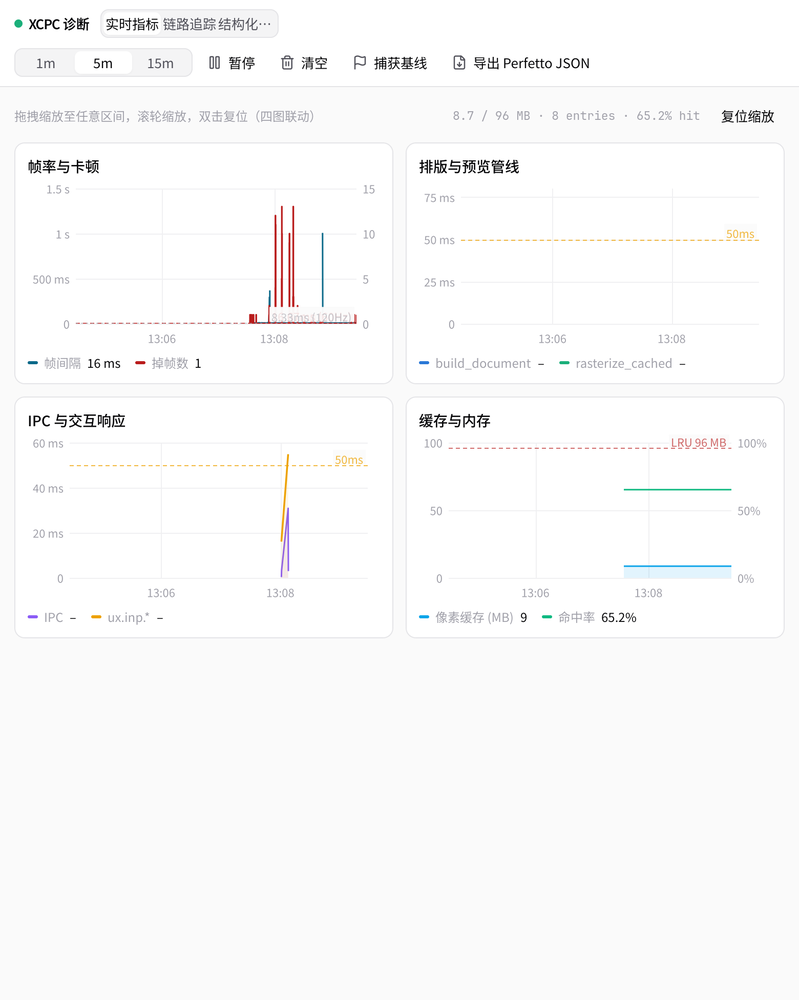 XCPC 诊断 实时指标 链路追踪 结构化…
1m 5m 15m 暂停 清空 捕获基线 导出 Perfetto JSON
拖拽缩放至任意区间，滚轮缩放，双击复位（四图联动） 8.7 / 96 MB · 8 entries · 65.2% hit 复位缩放
帧率与卡顿
1.5 s 15
1 s 10
500 ms 5
8.33ms (120Hz)
0 0
13:06 13:08
帧间隔 16 ms 掉帧数 1
排版与预览管线
75 ms
50 ms 50ms
25 ms
0
13:06 13:08
build_document – rasterize_cached –
IPC 与交互响应
60 ms
50ms
40 ms
20 ms
0
13:06 13:08
IPC – ux.inp.* –
缓存与内存
100 LRU 96 MB 100%
50 50%
0 0%
13:06 13:08
像素缓存 (MB) 9 命中率 65.2%